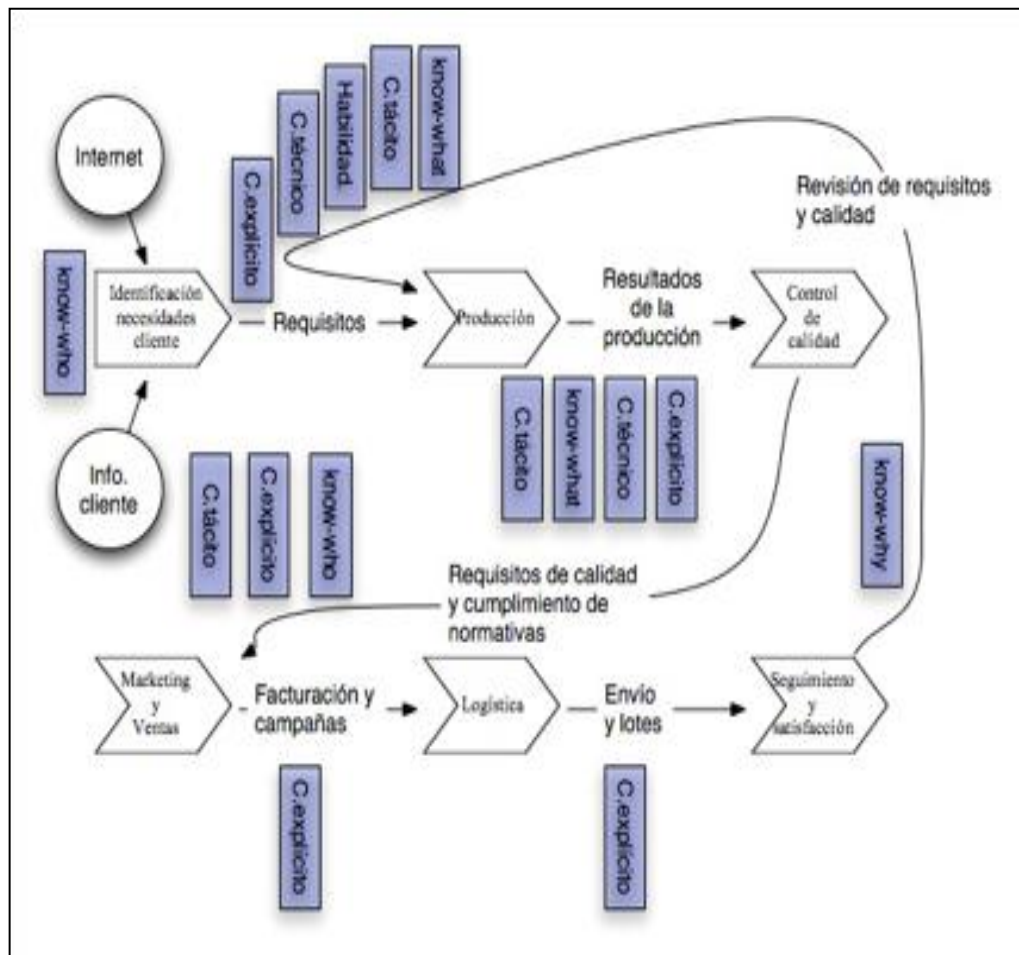 know-what
C.tácito
Habilidad.
C.técnico
C.explícito
Internet
Revisión de requisitos
y calidad
know-who
Identificación
necesidades
cliente
Requisitos
Producción
Resultados
de la
producción
Control
de
calidad
Info.
cliente
C.tácito
know-what
C.técnico
C.explícito
know-why
C.tácito
C.explícito
know-who
Requisitos de calidad
y cumplimiento de
normativas
Marketing
y
Ventas
Facturación y
campañas
Logística
Envío
y lotes
Seguimiento
y
satisfacción
C.explícito
C.explícito